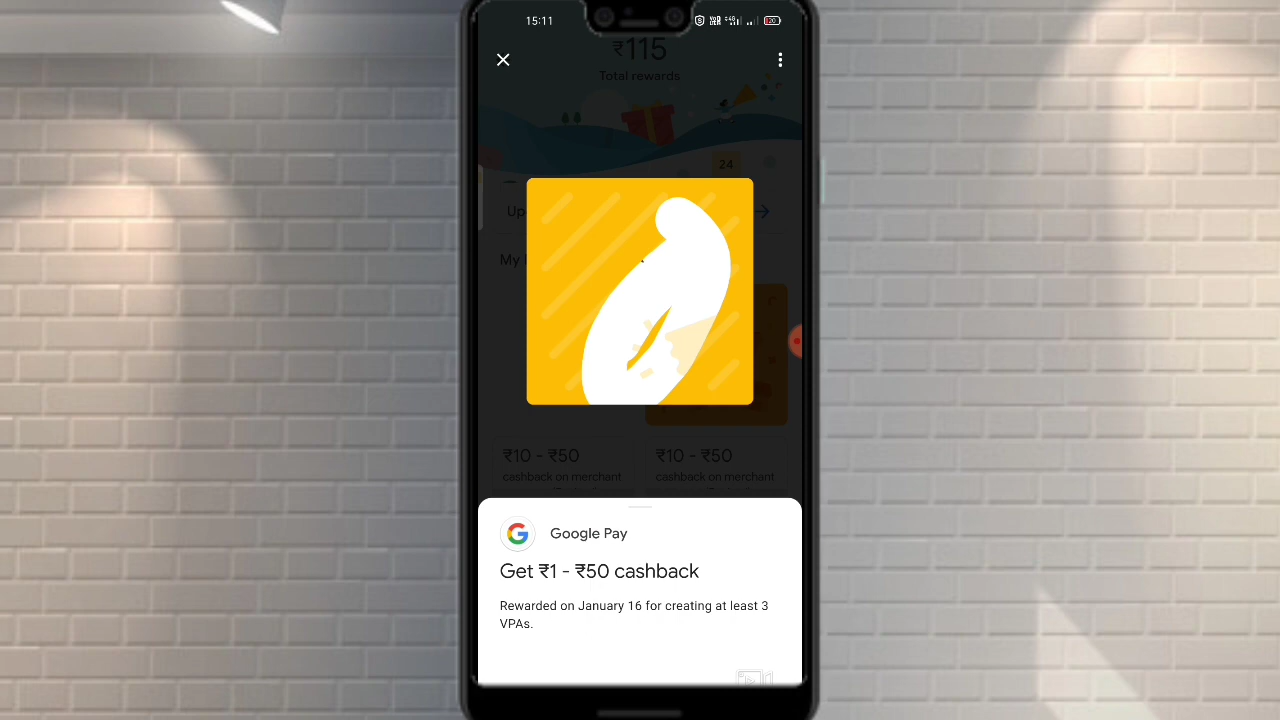 15:11
₹115
Total rewards
24
Up
My
₹10 - ₹50
cashback on merchant
₹10 - ₹50
cashback on merchant
Google Pay
Get ₹1 - ₹50 cashback
Rewarded on January 16 for creating at least 3
VPAs.